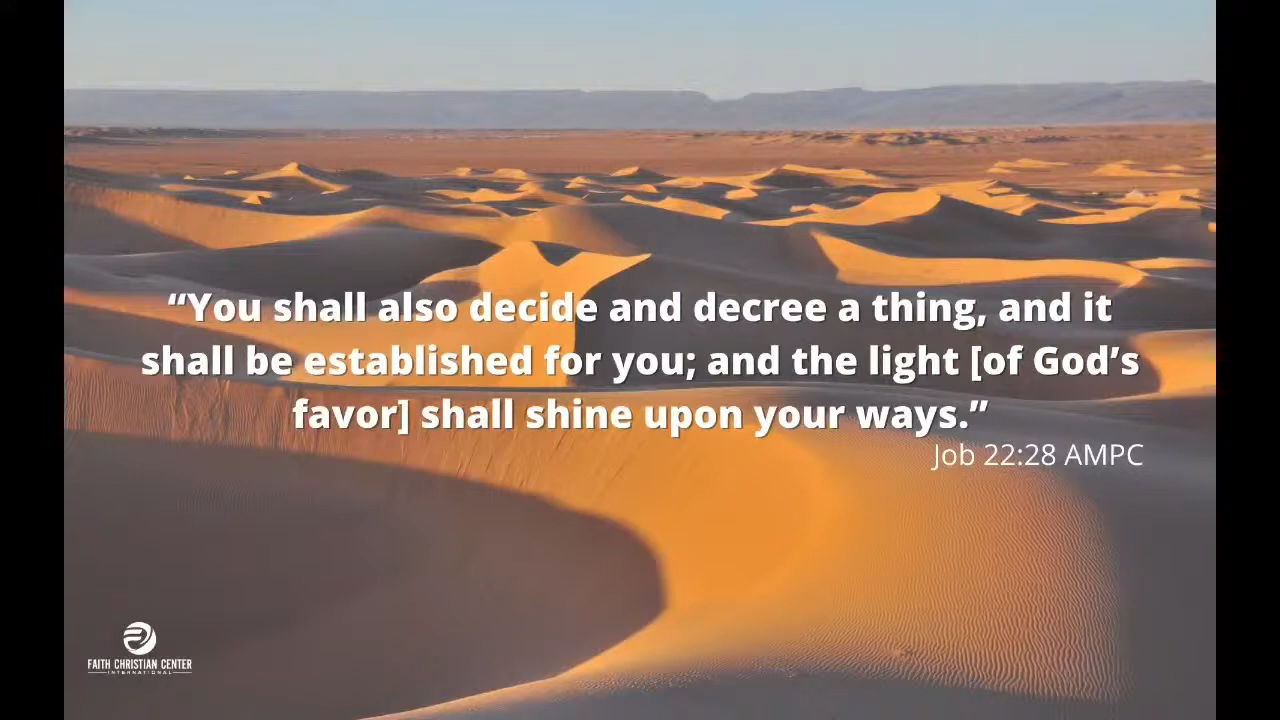 “You shall also decide and decree a thing, and it
shall be established for you; and the light [of God’s
favor] shall shine upon your ways.”
Job 22:28 AMPC
FAITH CHRISTIAN CENTER
INTERNATIONAL